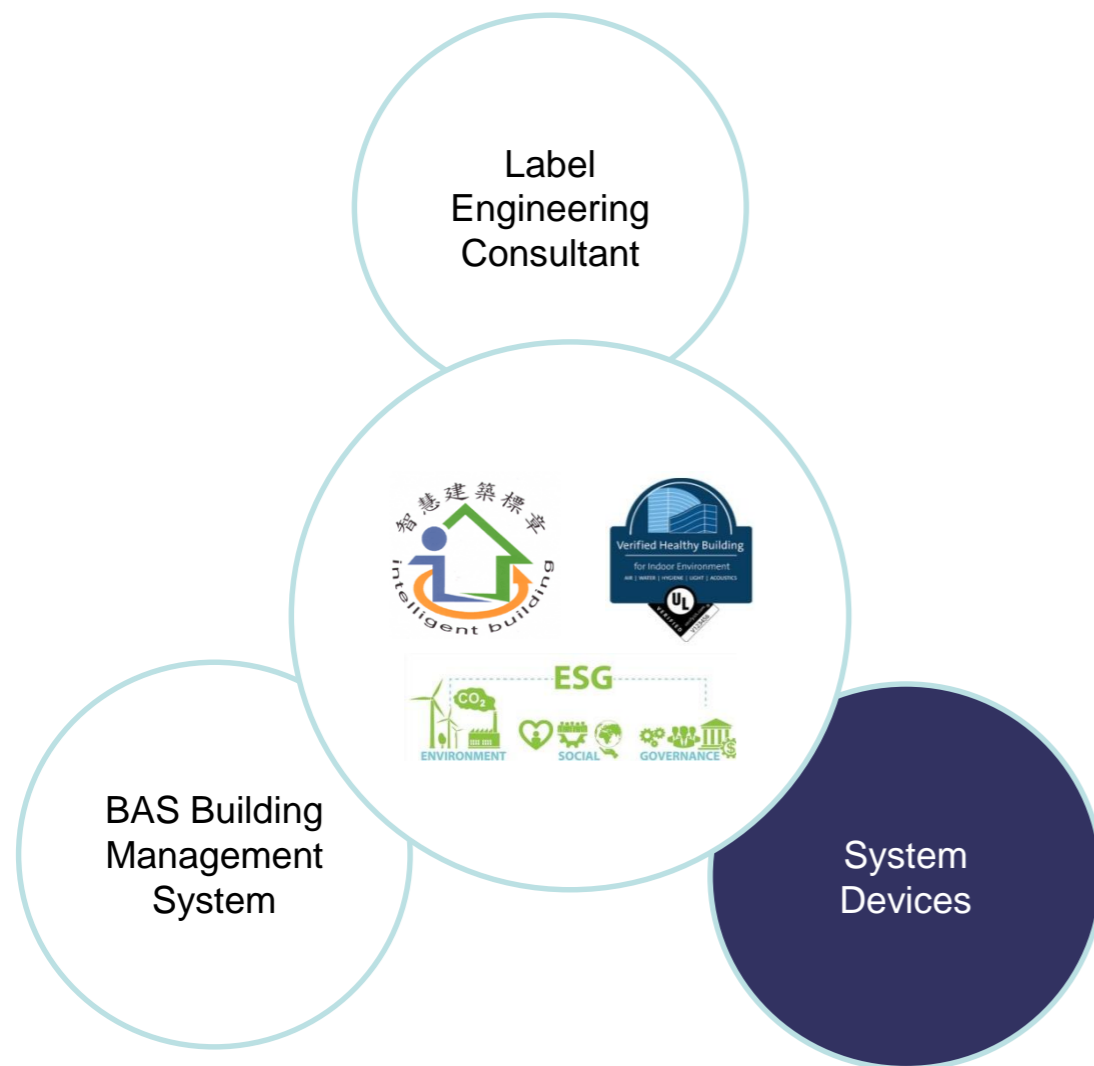 Label
Engineering
Consultant
智慧建築標章
intelligent building
Verified Healthy Building
for Indoor Environment
AIR | WATER | HYGIENE | LIGHT | ACOUSTICS
UL
VERIFIED
ESG
CO₂
ENVIRONMENT
SOCIAL
GOVERNANCE
$
BAS Building
Management
System
System
Devices